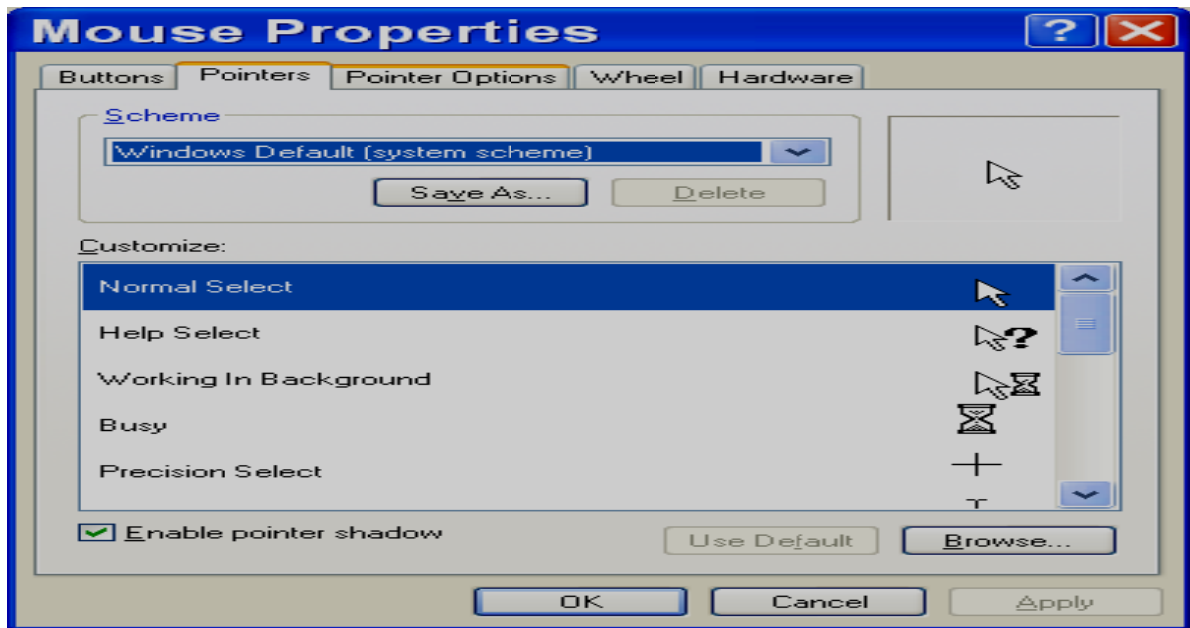 Mouse Properties
Buttons Pointers Pointer Options Wheel Hardware
Scheme
Windows Default (system scheme)
Save As... Delete
Customize:
Normal Select
Help Select
Working In Background
Busy
Precision Select
Enable pointer shadow
Use Default Browse...
OK Cancel Apply